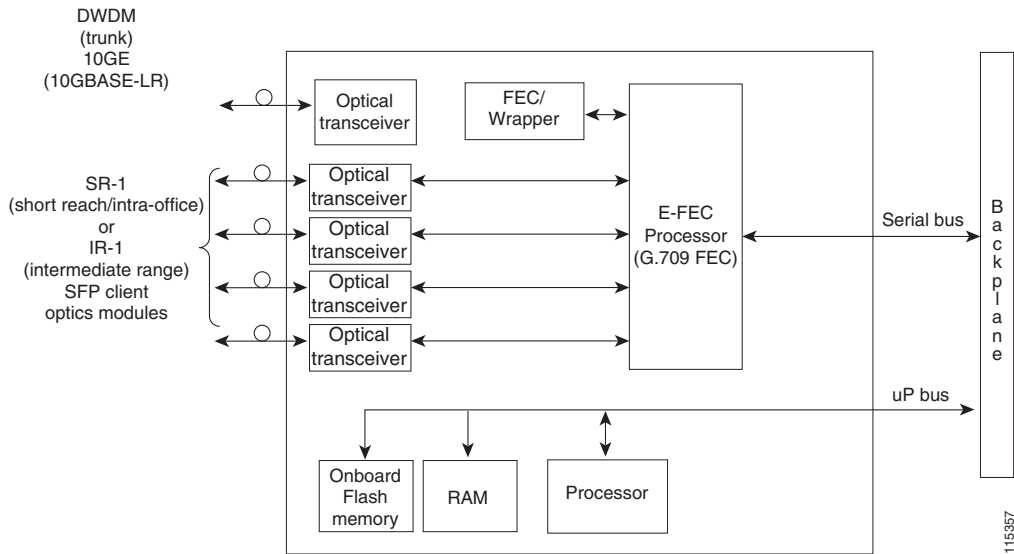 DWDM
(trunk)
10GE
(10GBASE-LR)
Optical
transceiver
FEC/
Wrapper
SR-1
(short reach/intra-office)
or
IR-1
(intermediate range)
SFP client
optics modules
Optical
transceiver
Optical
transceiver
Optical
transceiver
Optical
transceiver
E-FEC
Processor
(G.709 FEC)
Serial bus
Backplane
uP bus
Onboard
Flash
memory
RAM
Processor
115357